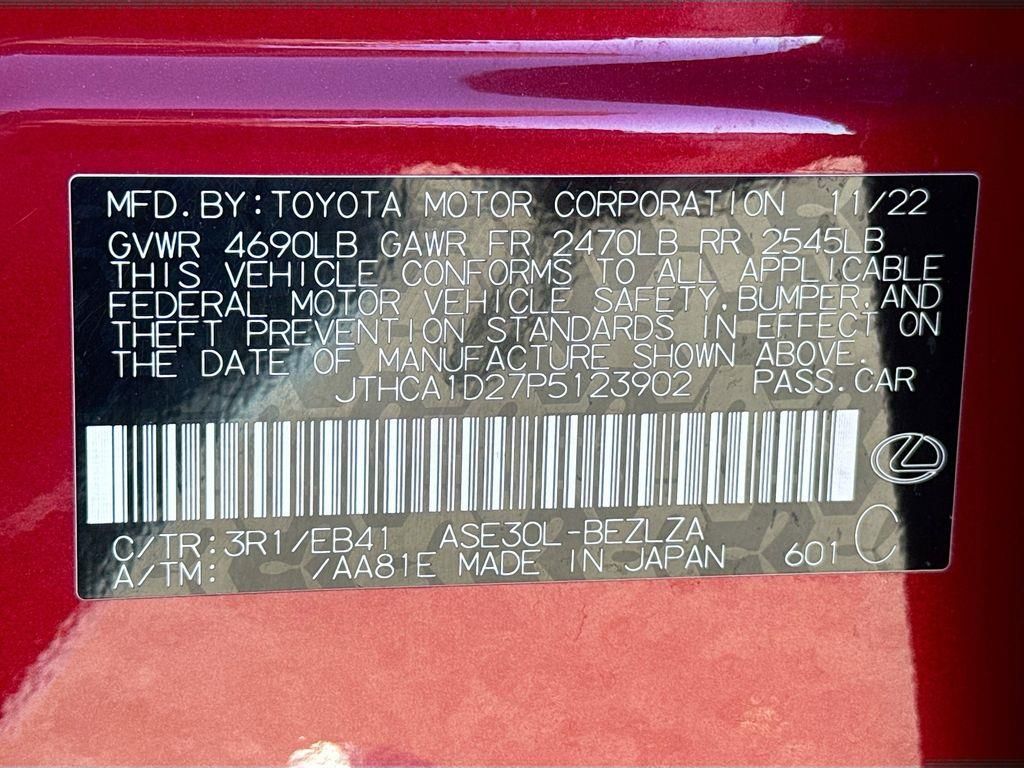 MFD.BY:TOYOTA MOTOR CORPORATION 11/22
GVWR 4690LB GAWR FR 2470LB RR 2545LB
THIS VEHICLE CONFORMS TO ALL APPLICABLE
FEDERAL MOTOR VEHICLE SAFETY,BUMPER,AND
THEFT PREVENTION STANDARDS IN EFFECT ON
THE DATE OF MANUFACTURE SHOWN ABOVE.
JTHCA1D27P5123902 PASS.CAR
C/TR:3R1/EB41 ASE30L-BEZLZA
A/TM: /AA81E MADE IN JAPAN 601 C